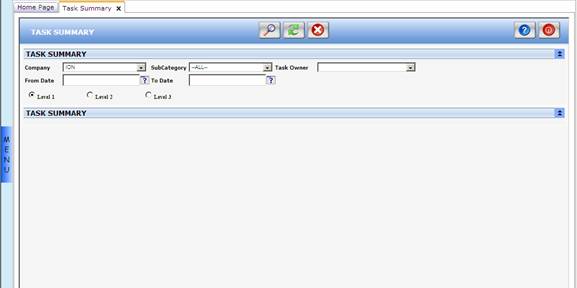 Home Page Task Summary x
TASK SUMMARY
TASK SUMMARY
Company ION SubCategory --ALL-- Task Owner
From Date ? To Date ?
Level 1 Level 2 Level 3
TASK SUMMARY
MENU